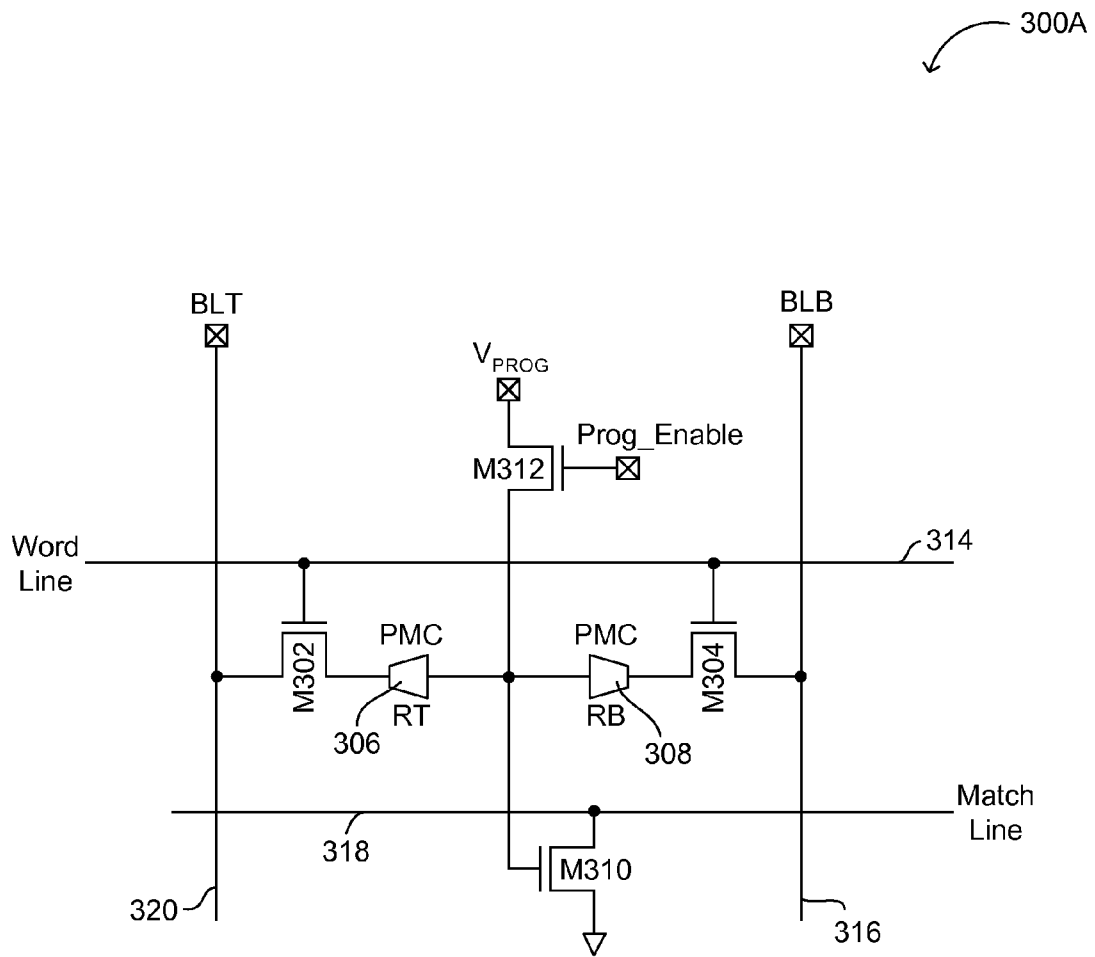 300A
BLT
BLB
VPROG
Prog_Enable
M312
Word
Line
314
PMC
PMC
M302
M304
RT
RB
306
308
Match
Line
318
M310
320
316